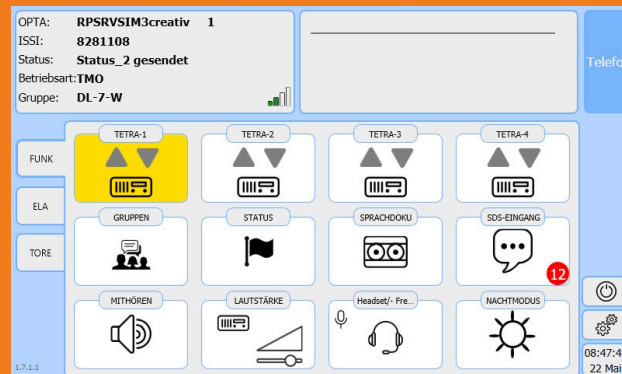 OPTA: RPSRVSIM3creativ 1
ISSI: 8281108
Status: Status_2 gesendet
Betriebsart:TMO
Gruppe: DL-7-W
Telefo
FUNK
ELA
TORE
TETRA-1 TETRA-2 TETRA-3 TETRA-4
GRUPPEN STATUS SPRACHDOKU SDS-EINGANG
12
MITHÖREN LAUTSTÄRKE Headset/- Fre... NACHTMODUS
08:47:4
22 Mai
1.7.1.1